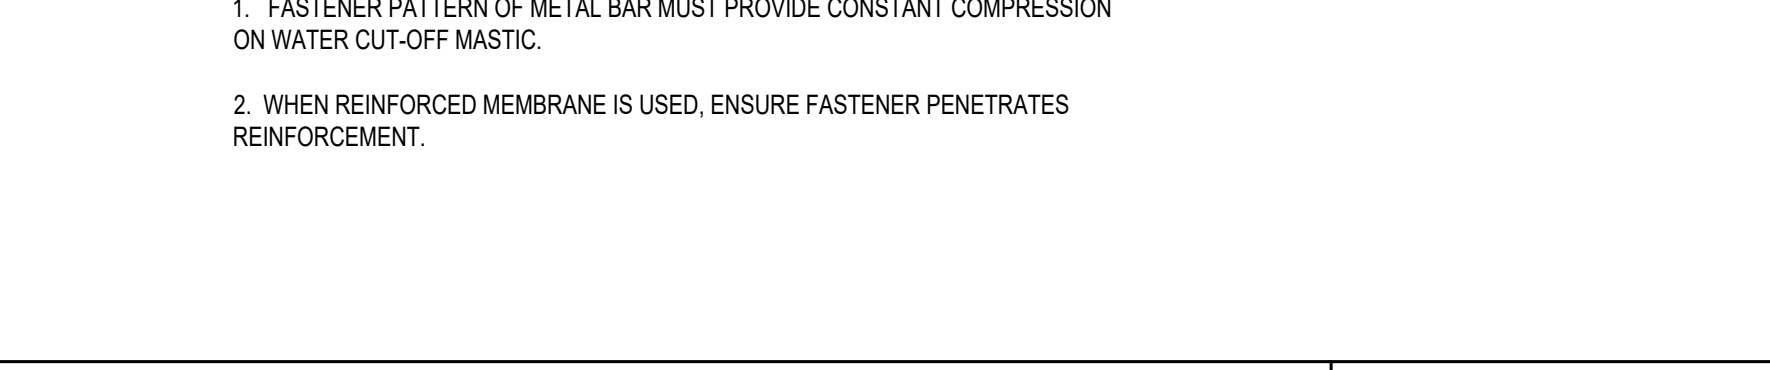 1. FASTENER PATTERN OF METAL BAR MUST PROVIDE CONSTANT COMPRESSION
ON WATER CUT-OFF MASTIC.
2. WHEN REINFORCED MEMBRANE IS USED, ENSURE FASTENER PENETRATES
REINFORCEMENT.